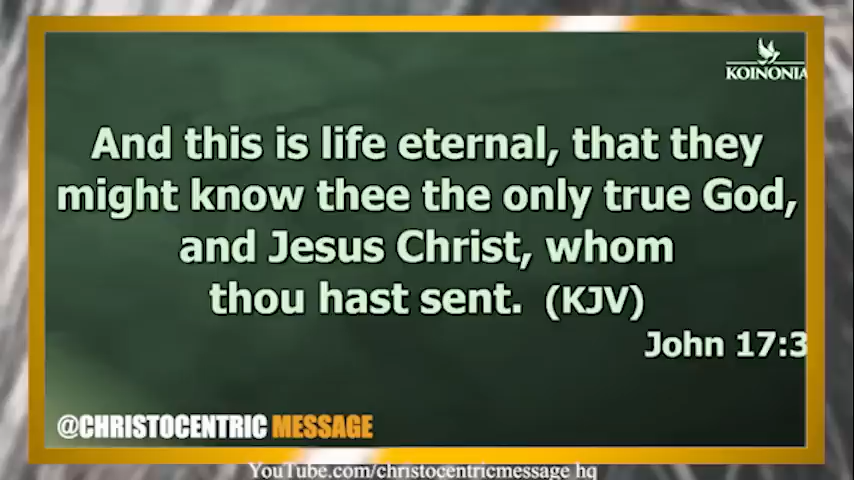 KOINONIA
And this is life eternal, that they
might know thee the only true God,
and Jesus Christ, whom
thou hast sent. (KJV)
John 17:3
@CHRISTOCENTRIC MESSAGE
YouTube.com/christocentricmessage hq